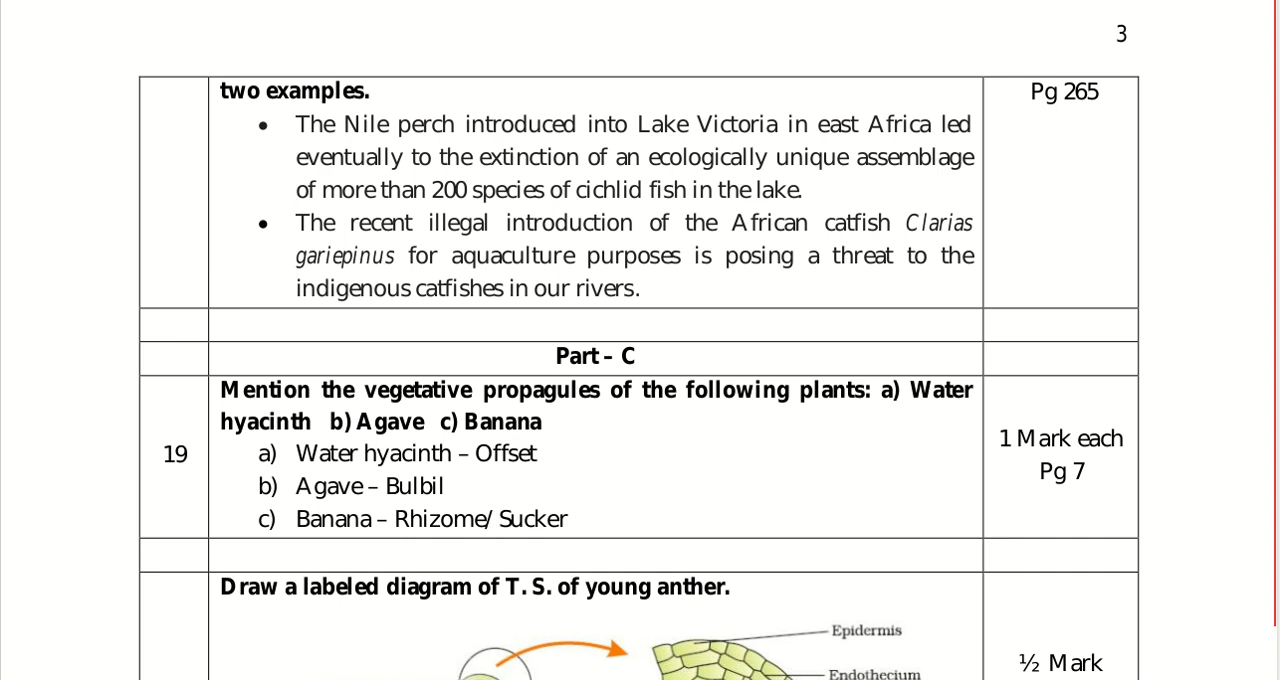 3
two examples.
Pg 265
• The Nile perch introduced into Lake Victoria in east Africa led
eventually to the extinction of an ecologically unique assemblage
of more than 200 species of cichlid fish in the lake.
• The recent illegal introduction of the African catfish Clarias
gariepinus for aquaculture purposes is posing a threat to the
indigenous catfishes in our rivers.
Part – C
19
Mention the vegetative propagules of the following plants: a) Water
hyacinth b) Agave c) Banana
a) Water hyacinth – Offset
b) Agave – Bulbil
c) Banana – Rhizome/ Sucker
1 Mark each
Pg 7
Draw a labeled diagram of T. S. of young anther.
Epidermis
Endothecium
½ Mark